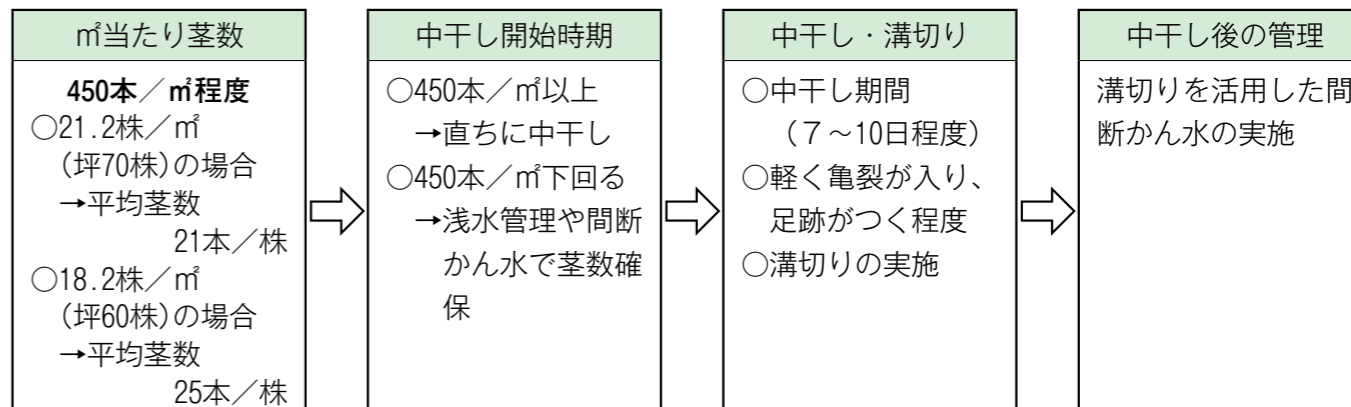 ㎡当たり茎数
450本／㎡程度
○21.2株／㎡
(坪70株)の場合
→平均茎数
21本／株
○18.2株／㎡
(坪60株)の場合
→平均茎数
25本／株
中干し開始時期
○450本／㎡以上
→直ちに中干し
○450本／㎡下回る
→浅水管理や間断
かん水で茎数確
保
中干し・溝切り
○中干し期間
（７～10日程度）
○軽く亀裂が入り、
足跡がつく程度
○溝切りの実施
中干し後の管理
溝切りを活用した間
断かん水の実施